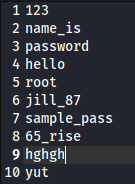 1 123
2 name_is
3 password
4 hello
5 root
6 jill_87
7 sample_pass
8 65_rise
9 hghgh
10 yut